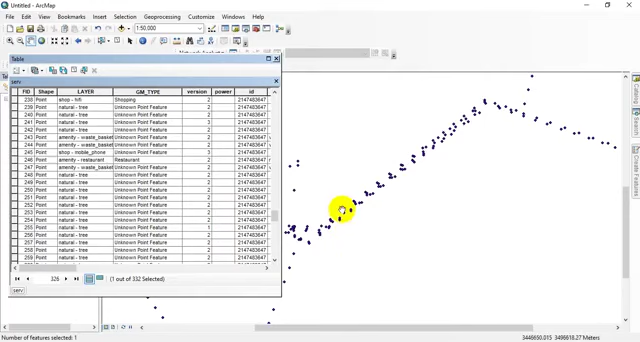 Untitled - ArcMap
File Edit View Bookmarks Insert Selection Geoprocessing Customize Windows Help
1:50.000
Table
serv
FID Shape LAYER GM_TYPE version power id
238 Point shop - hifi Shopping 2 2147483647
239 Point natural - tree Unknown Point Feature 2 2147483647
240 Point natural - tree Unknown Point Feature 2 2147483647
241 Point natural - tree Unknown Point Feature 3 2147483647
242 Point natural - tree Unknown Point Feature 2 2147483647
243 Point amenity - waste_basket Unknown Point Feature 2 2147483647
244 Point amenity - waste_basket Unknown Point Feature 2 2147483647
245 Point shop - mobile_phone Unknown Point Feature 2 2147483647
246 Point amenity - restaurant Restaurant 2 2147483647
247 Point amenity - waste_basket Unknown Point Feature 2 2147483647
248 Point natural - tree Unknown Point Feature 2 2147483647
249 Point natural - tree Unknown Point Feature 2 2147483647
250 Point natural - tree Unknown Point Feature 2 2147483647
251 Point natural - tree Unknown Point Feature 2 2147483647
252 Point natural - tree Unknown Point Feature 2 2147483647
253 Point natural - tree Unknown Point Feature 2 2147483647
254 Point natural - tree Unknown Point Feature 2 2147483647
255 Point natural - tree Unknown Point Feature 1 2147483647
256 Point natural - tree Unknown Point Feature 2 2147483647
257 Point natural - tree Unknown Point Feature 2 2147483647
258 Point natural - tree Unknown Point Feature 3 2147483647
259 Point natural - tree Unknown Point Feature 2 2147483647
326 (1 out of 332 Selected)
serv
Catalog
Search
Create Features
Number of features selected: 1
3446650.015 3496618.27 Meters